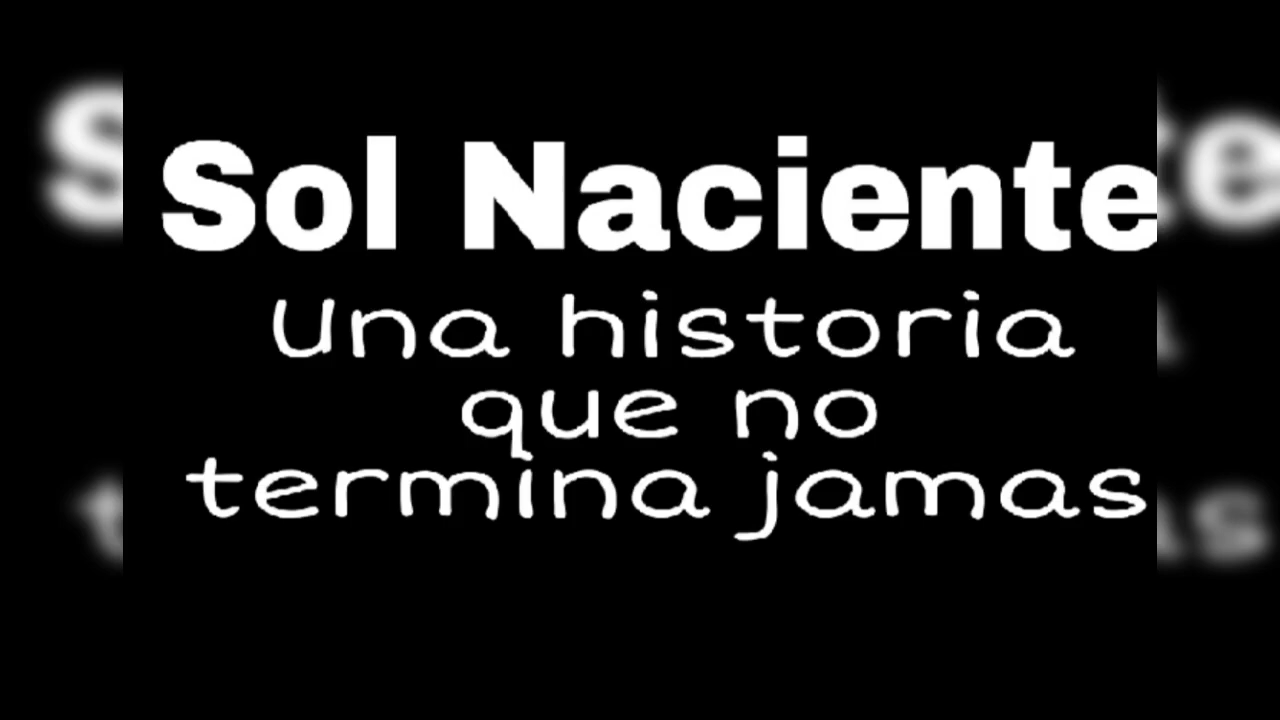 Sol Naciente
Una historia
que no
termina jamas